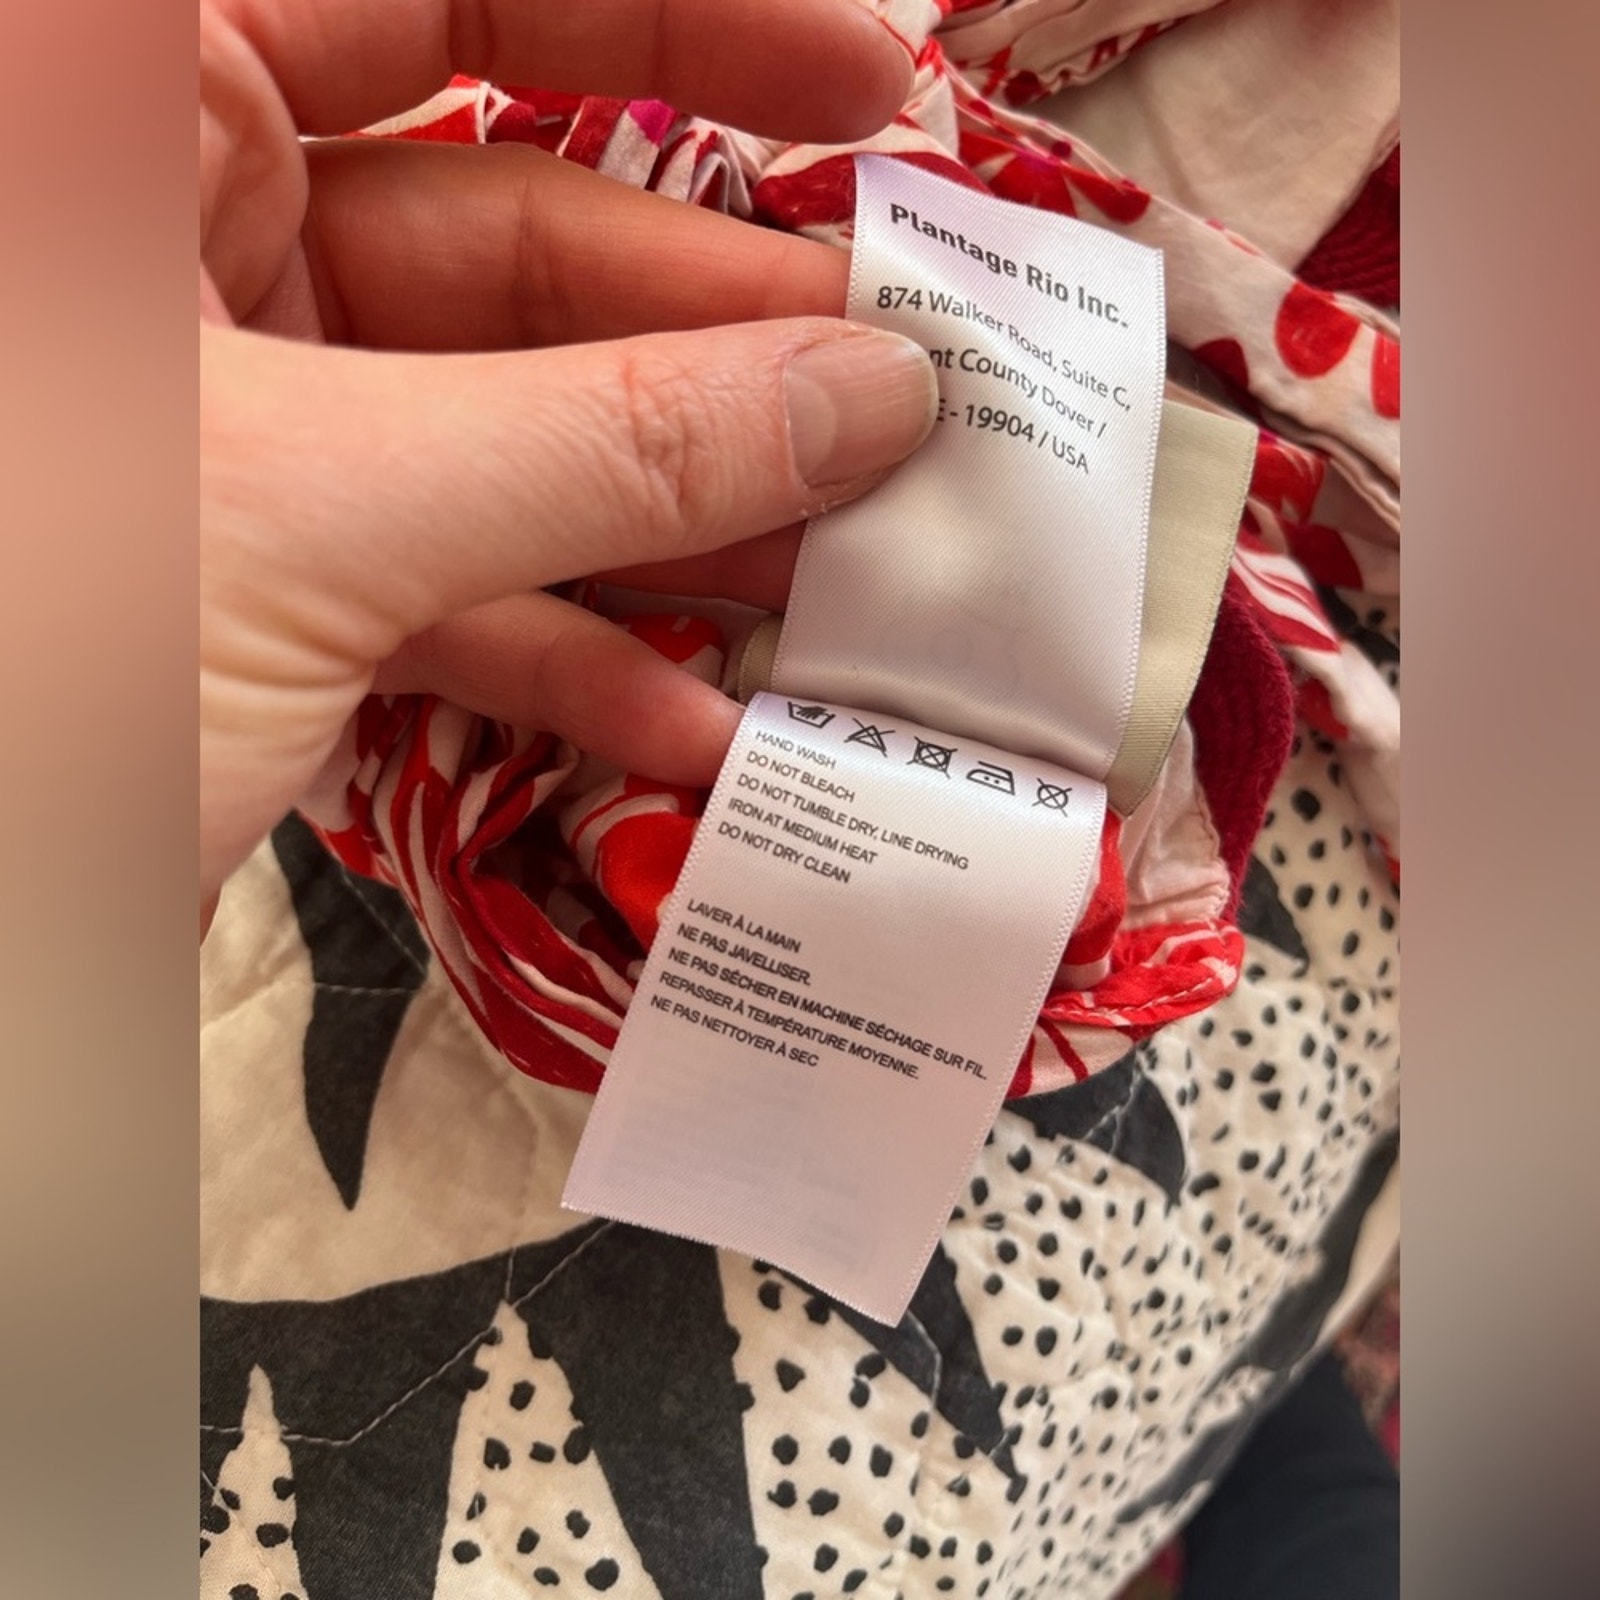 Plantage Rio Inc.
874 Walker Road, Suite C,
County Dover /
- 19904 / USA
HAND WASH
DO NOT BLEACH
DO NOT TUMBLE DRY, LINE DRYING
IRON AT MEDIUM HEAT
DO NOT DRY CLEAN
LAVER À LA MAIN
NE PAS JAVELLISER.
NE PAS SÉCHER EN MACHINE SÉCHAGE SUR FIL.
REPASSER À TEMPÉRATURE MOYENNE.
NE PAS NETTOYER À SEC